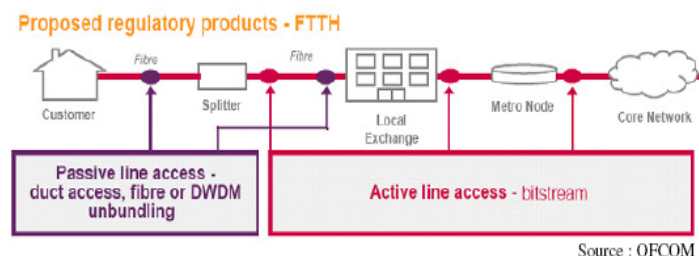 Proposed regulatory products - FTTH
Fibre
Fibre
Customer
Splitter
Local
Exchange
Metro Node
Core Network
Passive line access -
duct access, fibre or DWDM
unbundling
Active line access - bitstream
Source : OFCOM